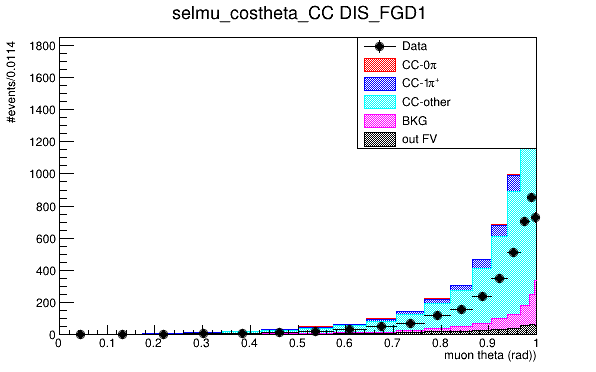 selmu_costheta_CC DIS_FGD1
#events/0.0114
1800
1600
1400
1200
1000
800
600
400
200
0
Data
CC-0π
CC-1π⁺
CC-other
BKG
out FV
0 0.1 0.2 0.3 0.4 0.5 0.6 0.7 0.8 0.9 1
muon theta (rad))